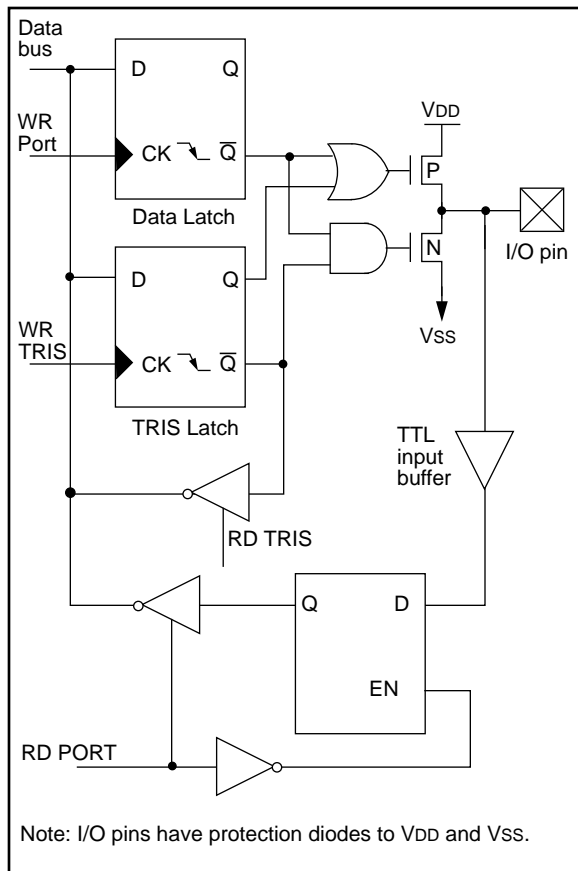 Data
bus
D
Q
WR
Port
CK
Q̅
Data Latch
VDD
P
N
I/O pin
VSS
D
Q
WR
TRIS
CK
Q̅
TRIS Latch
TTL
input
buffer
RD TRIS
Q
D
EN
RD PORT
Note: I/O pins have protection diodes to VDD and VSS.